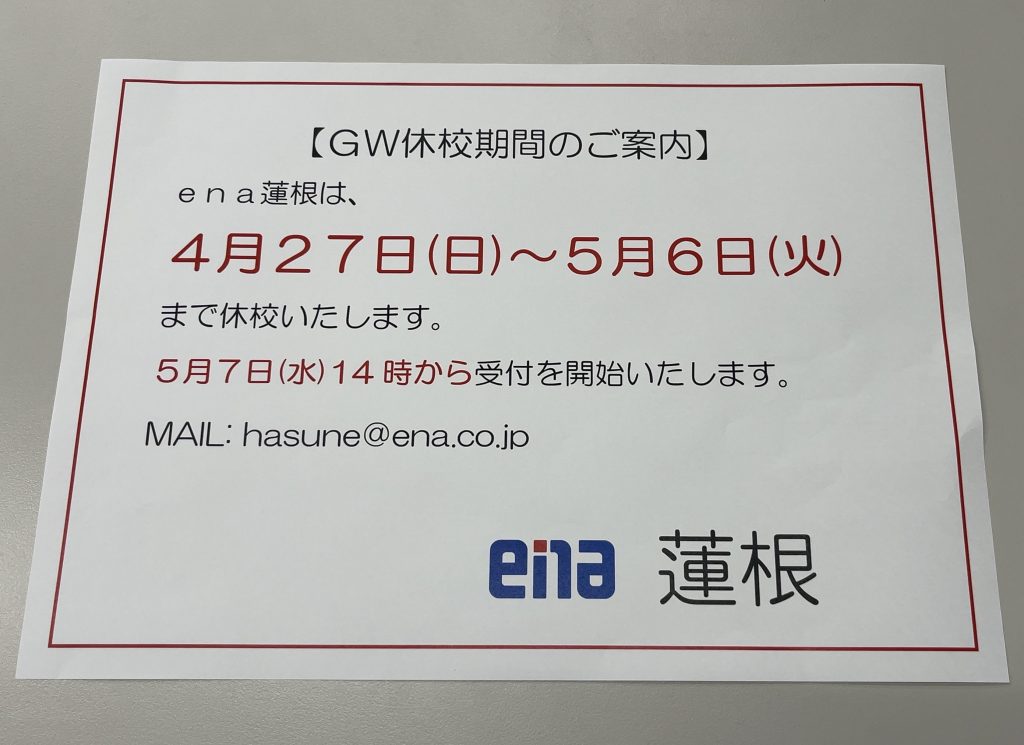 【ＧＷ休校期間のご案内】
ｅｎａ蓮根は、
４月２７日(日)～５月６日(火)
まで休校いたします。
５月７日(水)14 時から受付を開始いたします。
MAIL: hasune@ena.co.jp
ena 蓮根